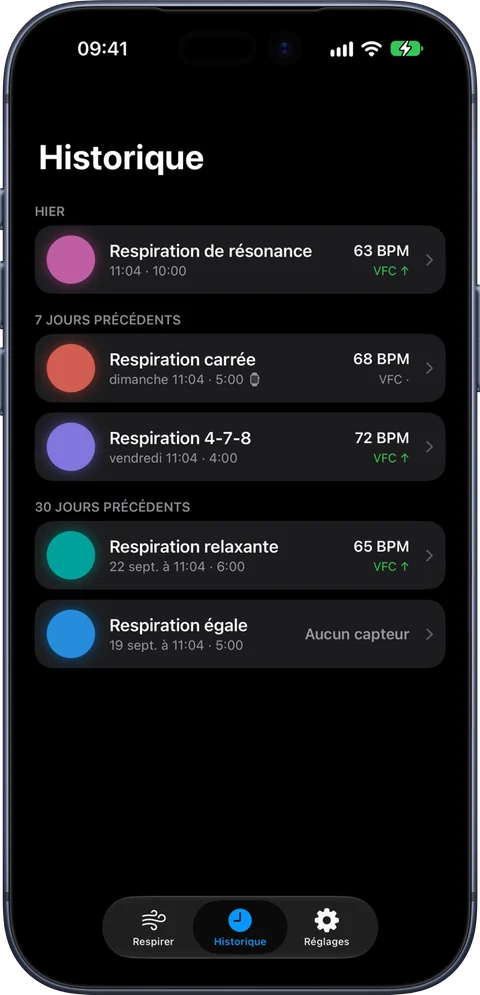 09:41
Historique
HIER
Respiration de résonance 63 BPM
11:04 · 10:00 VFC ↑
7 JOURS PRÉCÉDENTS
Respiration carrée 68 BPM
dimanche 11:04 · 5:00 VFC ·
Respiration 4-7-8 72 BPM
vendredi 11:04 · 4:00 VFC ↑
30 JOURS PRÉCÉDENTS
Respiration relaxante 65 BPM
22 sept. à 11:04 · 6:00 VFC ↑
Respiration égale Aucun capteur
19 sept. à 11:04 · 5:00
Respirer Historique Réglages